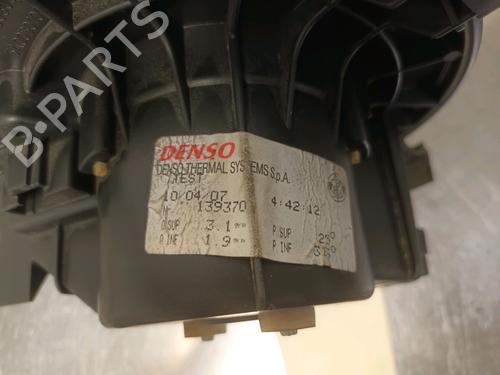 B-PARTS
DENSO
DENSO THERMAL SYSTEMS S.p.A.
TEST
10/04/07 4:42:12
NF 139370
Q SUP 3.1 P SUP
P INF 1.9 P INF